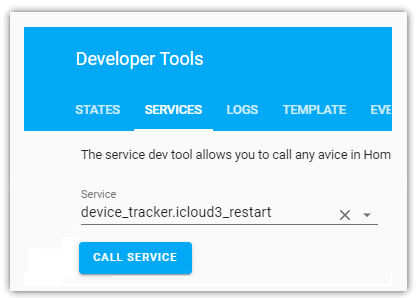 Developer Tools
STATES SERVICES LOGS TEMPLATE EVE
The service dev tool allows you to call any avice in Hom
Service
device_tracker.icloud3_restart
CALL SERVICE